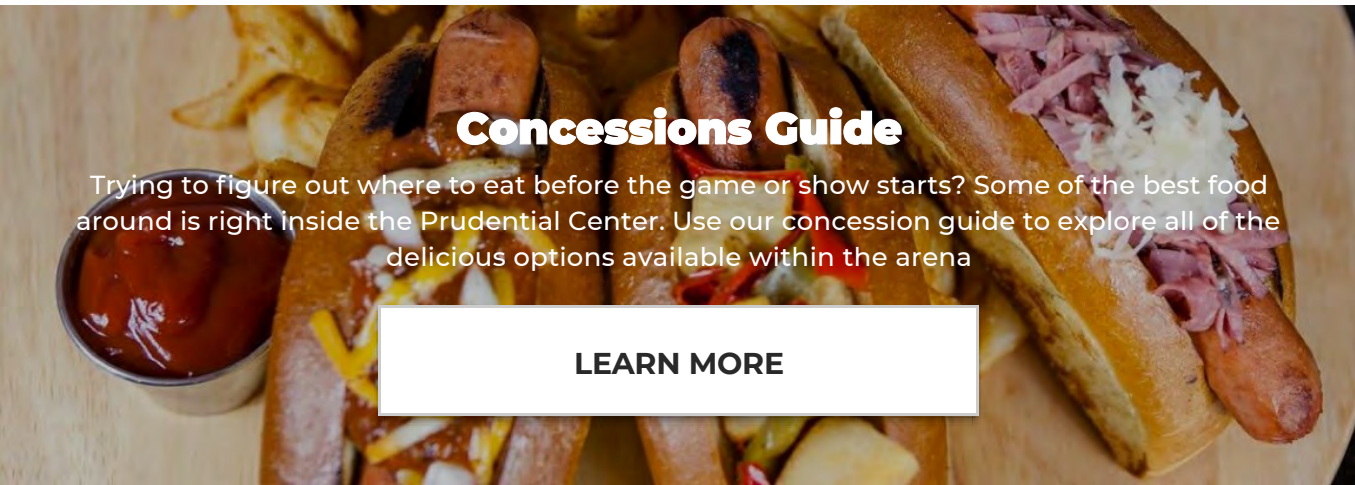 Concessions Guide
Trying to figure out where to eat before the game or show starts? Some of the best food
around is right inside the Prudential Center. Use our concession guide to explore all of the
delicious options available within the arena
LEARN MORE